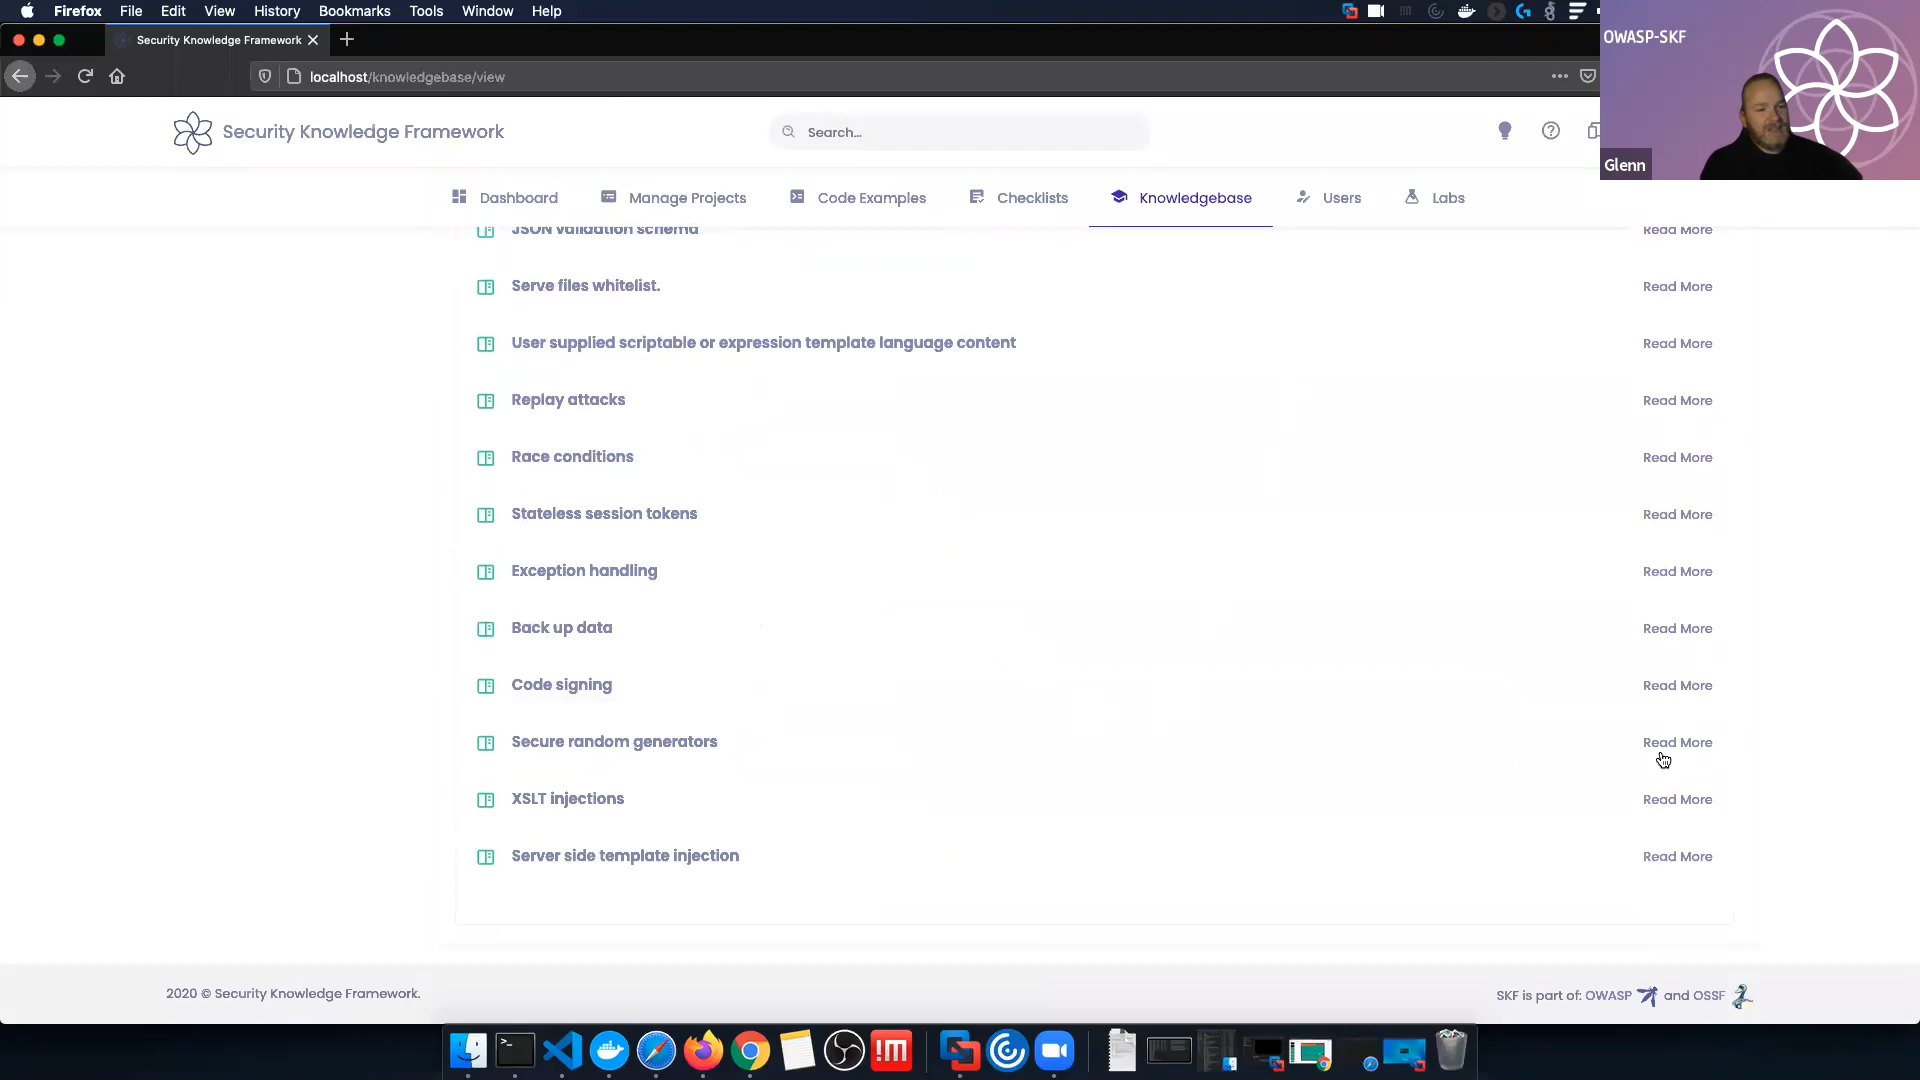 Firefox File Edit View History Bookmarks Tools Window Help
Security Knowledge Framework
localhost/knowledgebase/view
OWASP-SKF
Glenn
Security Knowledge Framework
Search...
Dashboard Manage Projects Code Examples Checklists Knowledgebase Users Labs
JSON validation schema Read More
Serve files whitelist. Read More
User supplied scriptable or expression template language content Read More
Replay attacks Read More
Race conditions Read More
Stateless session tokens Read More
Exception handling Read More
Back up data Read More
Code signing Read More
Secure random generators Read More
XSLT injections Read More
Server side template injection Read More
2020 © Security Knowledge Framework.
SKF is part of: OWASP and OSSF
!M